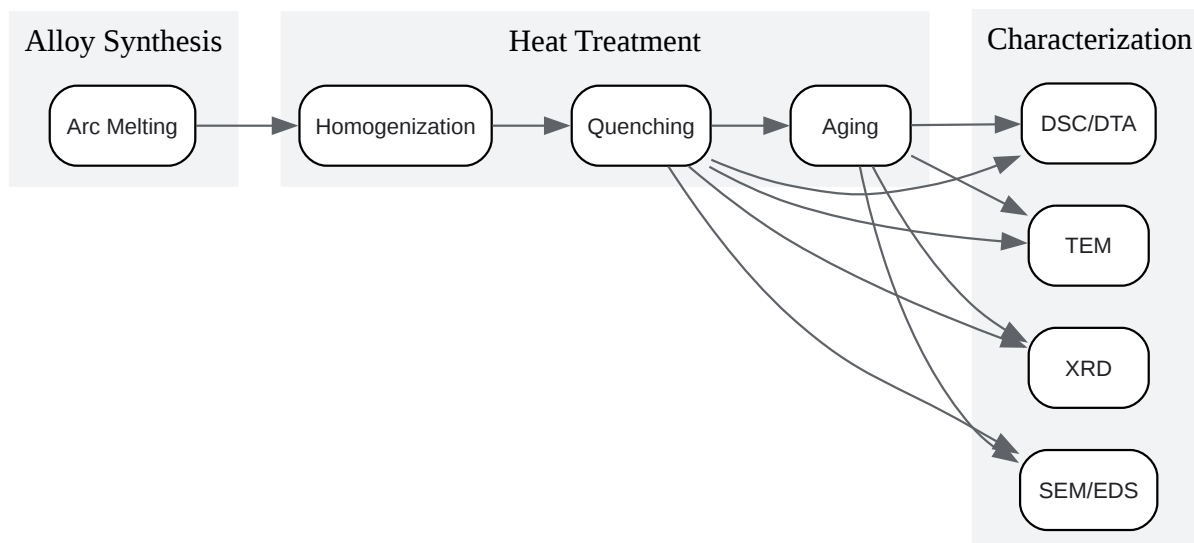 Alloy Synthesis
Heat Treatment
Characterization
Arc Melting
Homogenization
Quenching
Aging
DSC/DTA
TEM
XRD
SEM/EDS